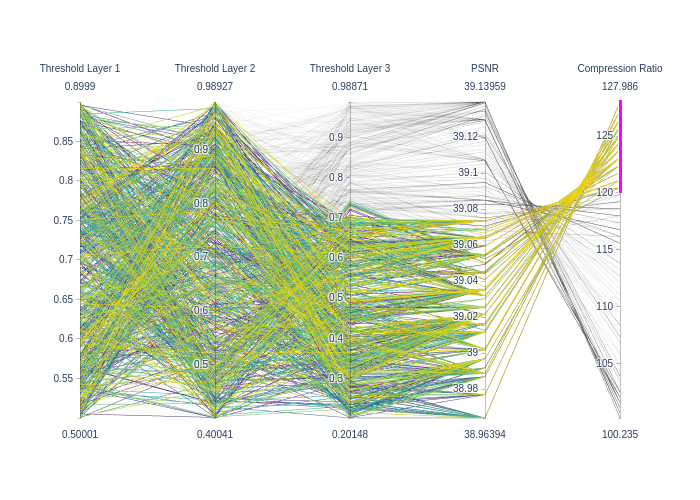 Threshold Layer 1 Threshold Layer 2 Threshold Layer 3 PSNR Compression Ratio
0.8999 0.98927 0.98871 39.13959 127.986
0.85 0.9 0.9 39.12 125
0.8 0.8 0.8 39.1 120
0.75 0.7 0.7 39.08 115
0.7 0.6 0.6 39.06 110
0.65 0.5 0.5 39.04 105
0.6 0.4 39.02
0.55 0.3 39
38.98
0.50001 0.40041 0.20148 38.96394 100.235